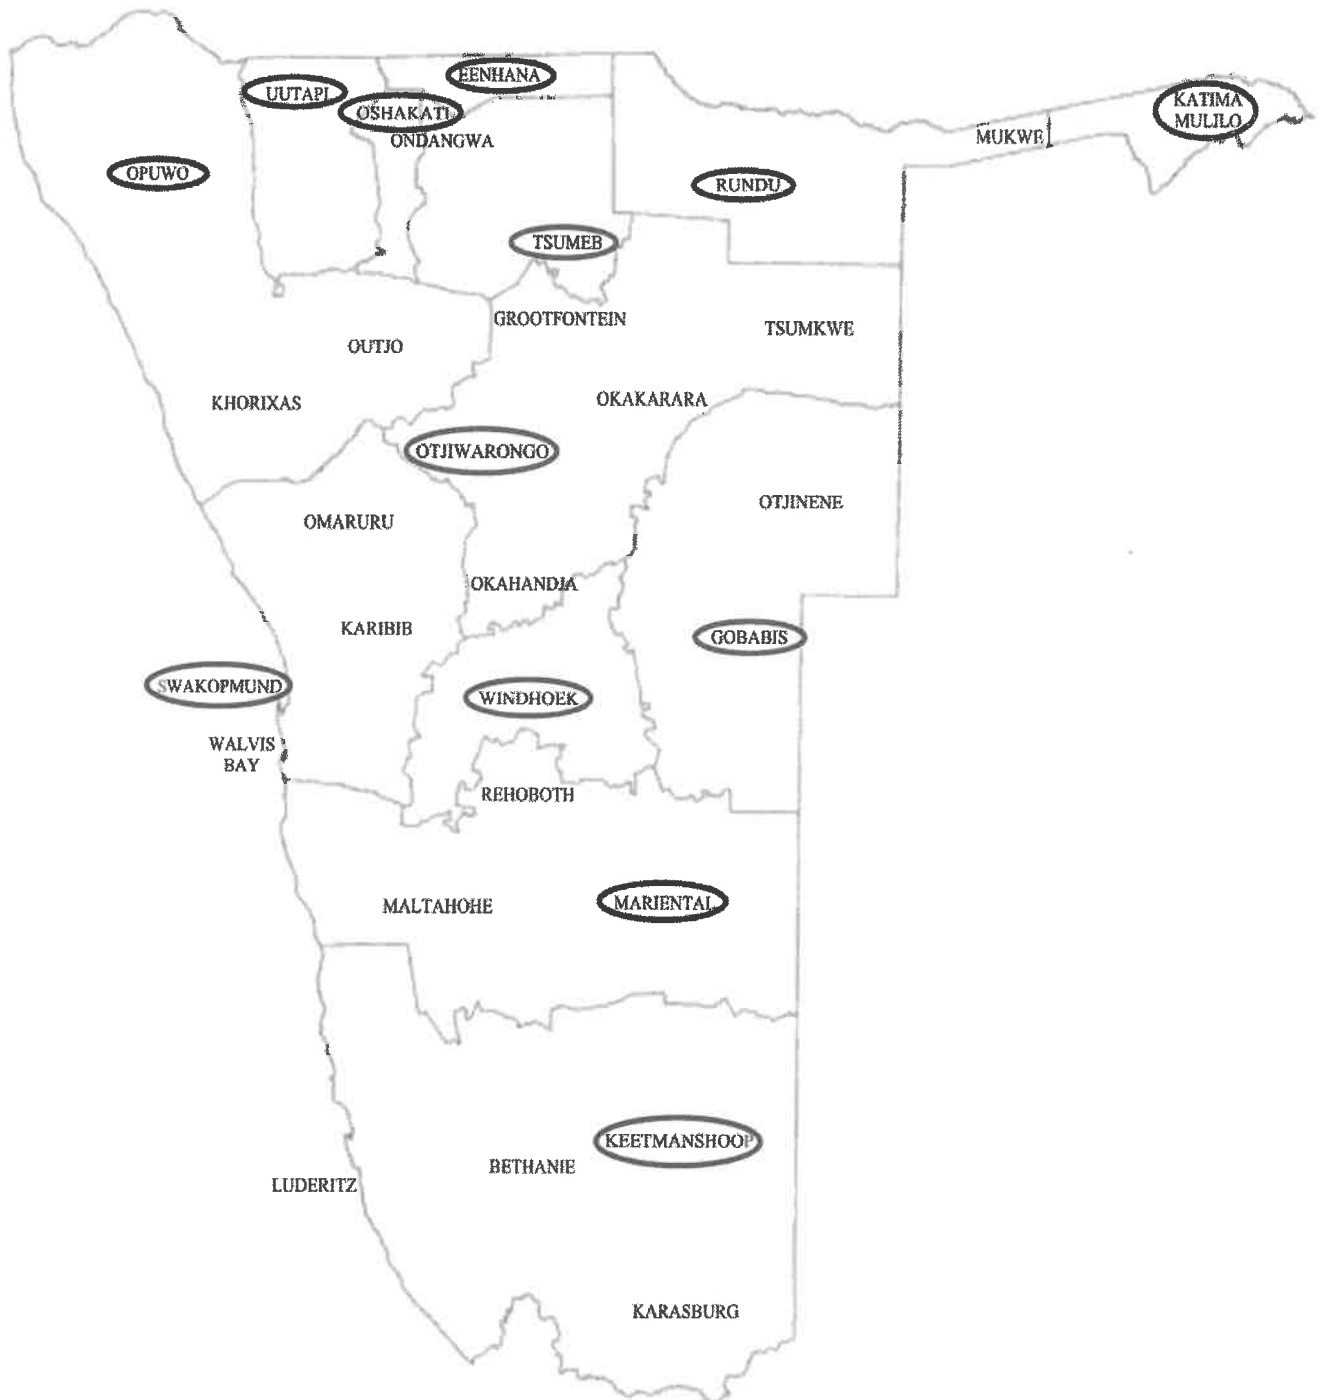 EENHANA
UUTAPI
OSHAKATI
ONDANGWA
KATIMA
MULILO
MUKWE
OPUWO
RUNDU
TSUMEB
GROOTFONTEIN
TSUMKWE
OUTJO
KHORIXAS
OKAKARARA
OTJIWARONGO
OTJINENE
OMARURU
OKAHANDJA
KARIBIB
GOBABIS
SWAKOPMUND
WINDHOEK
WALVIS
BAY
REHOBOTH
MALTAHOHE
MARIENTAL
KEETMANSHOOP
BETHANIE
LUDERITZ
KARASBURG